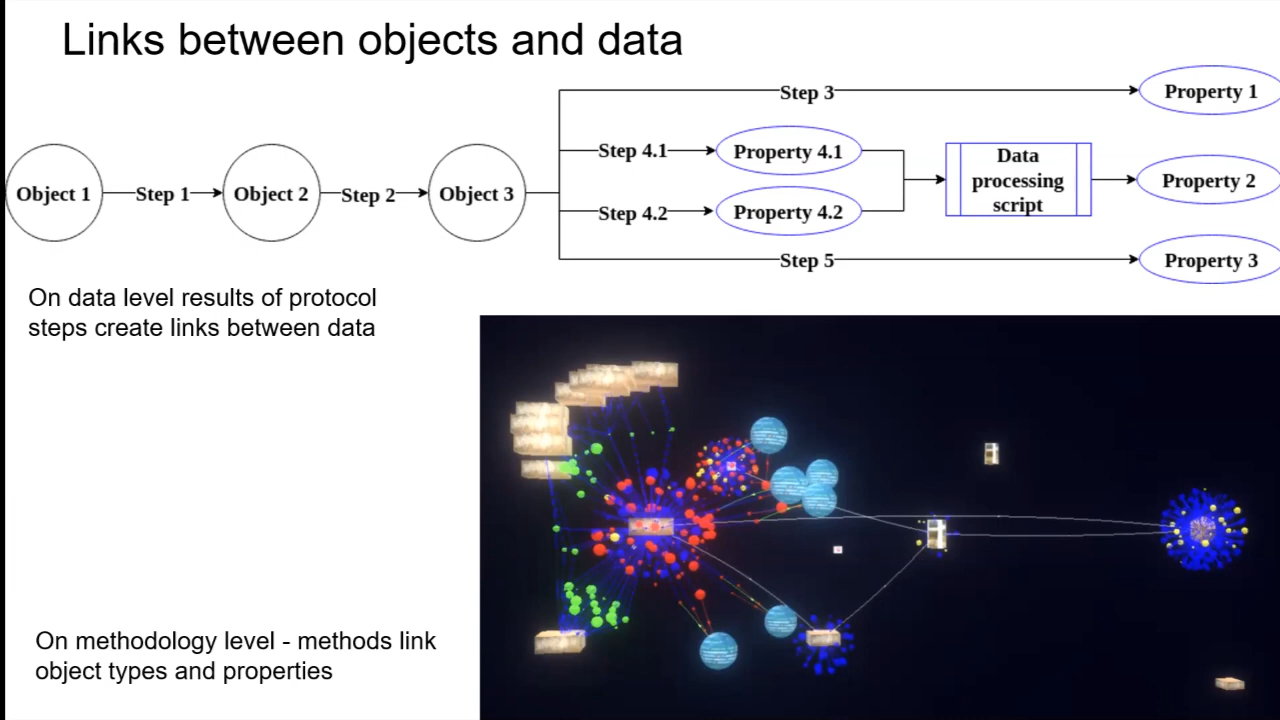 Links between objects and data
Step 3
Property 1
Step 4.1
Property 4.1
Data
processing
script
Object 1
Step 1
Object 2
Step 2
Object 3
Property 2
Step 4.2
Property 4.2
Step 5
Property 3
On data level results of protocol
steps create links between data
On methodology level - methods link
object types and properties